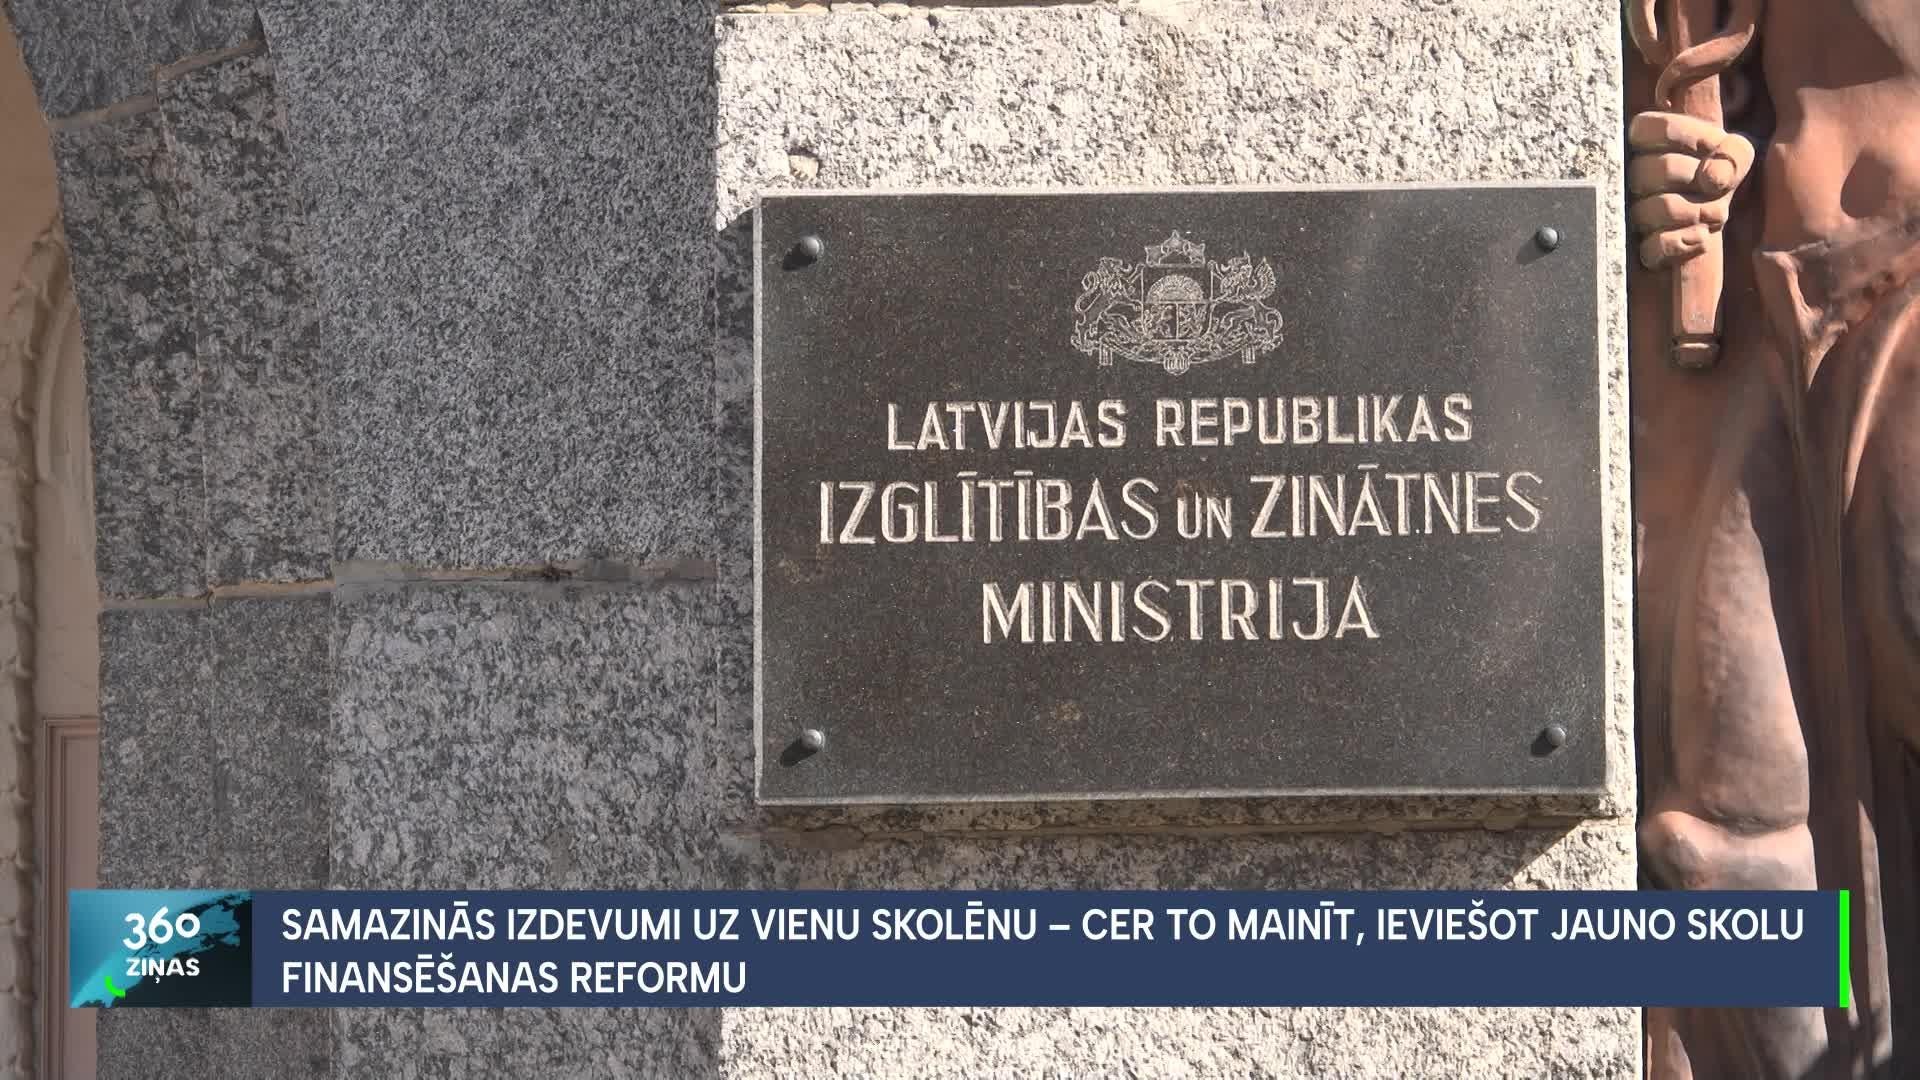 LATVIJAS REPUBLIKAS
IZGLĪTĪBAS UN ZINĀTNES
MINISTRIJA
360
ZIŅAS
SAMAZINĀS IZDEVUMI UZ VIENU SKOLĒNU – CER TO MAINĪT, IEVIEŠOT JAUNO SKOLU
FINANSĒŠANAS REFORMU